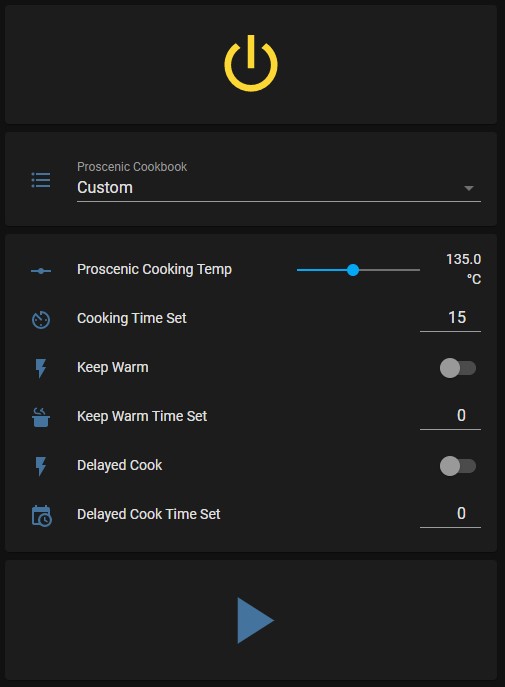 Proscenic Cookbook
Custom
Proscenic Cooking Temp
135.0
°C
Cooking Time Set
15
Keep Warm
Keep Warm Time Set
0
Delayed Cook
Delayed Cook Time Set
0